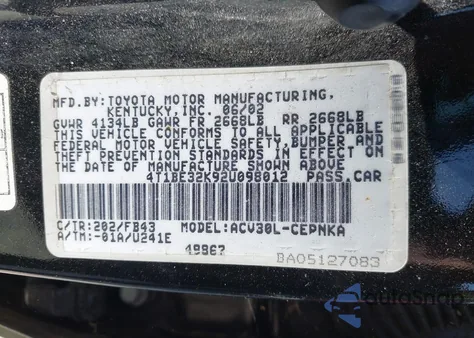 MFD.BY:TOYOTA MOTOR MANUFACTURING,
KENTUCKY, INC. 06/02
GVWR 4134LB GAWR FR 2668LB RR 2668LB
THIS VEHICLE CONFORMS TO ALL APPLICABLE
FEDERAL MOTOR VEHICLE SAFETY,BUMPER AND
THEFT PREVENTION STANDARDS IN EFFECT ON
THE DATE OF MANUFACTURE SHOWN ABOVE.
4T1BE32K92U098012 PASS.CAR
C/TR:202/FB43 MODEL:ACV30L-CEPNKA
A/TM:-01A/U241E
49967
BA05127083
AutoSnap